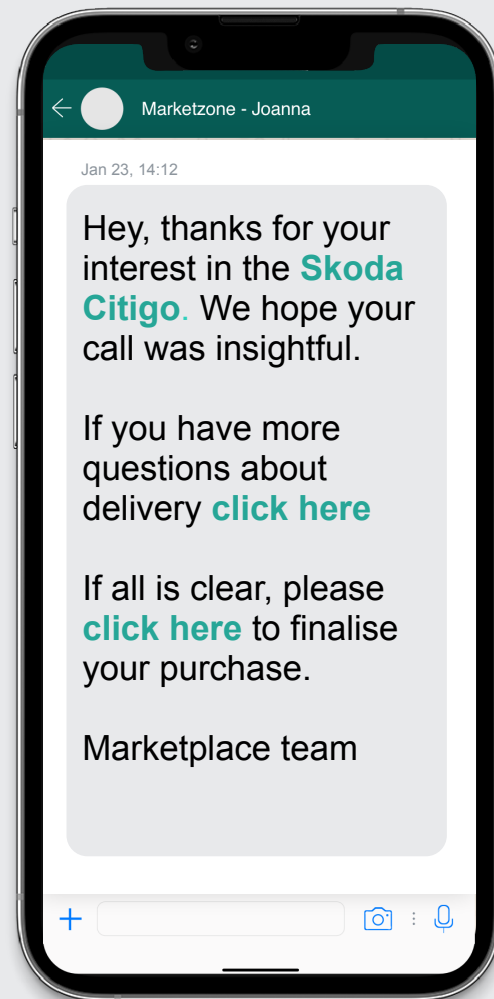 Marketzone - Joanna
Jan 23, 14:12
Hey, thanks for your
interest in the Skoda
Citigo. We hope your
call was insightful.
If you have more
questions about
delivery click here
If all is clear, please
click here to finalise
your purchase.
Marketplace team